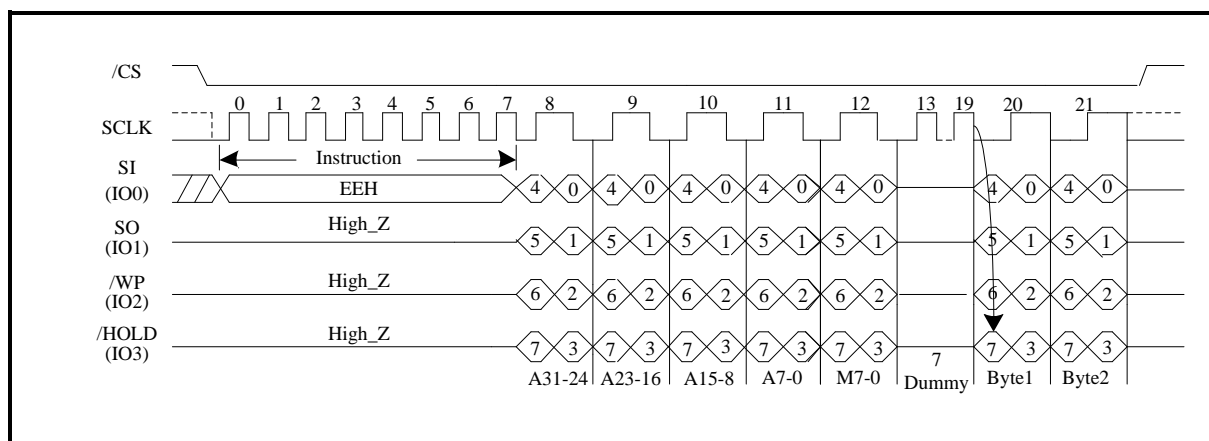 /CS
0 1 2 3 4 5 6 7 8 9 10 11 12 13 19 20 21
SCLK
SI
(IO0)
Instruction
EEH
4 0 4 0 4 0 4 0 4 0 4 0 4 0
SO
(IO1)
High_Z
5 1 5 1 5 1 5 1 5 1 5 1 5 1
/WP
(IO2)
High_Z
6 2 6 2 6 2 6 2 6 2 6 2 6 2
/HOLD
(IO3)
High_Z
7 3 7 3 7 3 7 3 7 3 7 3 7 3
A31-24 A23-16 A15-8 A7-0 M7-0 7 Dummy Byte1 Byte2